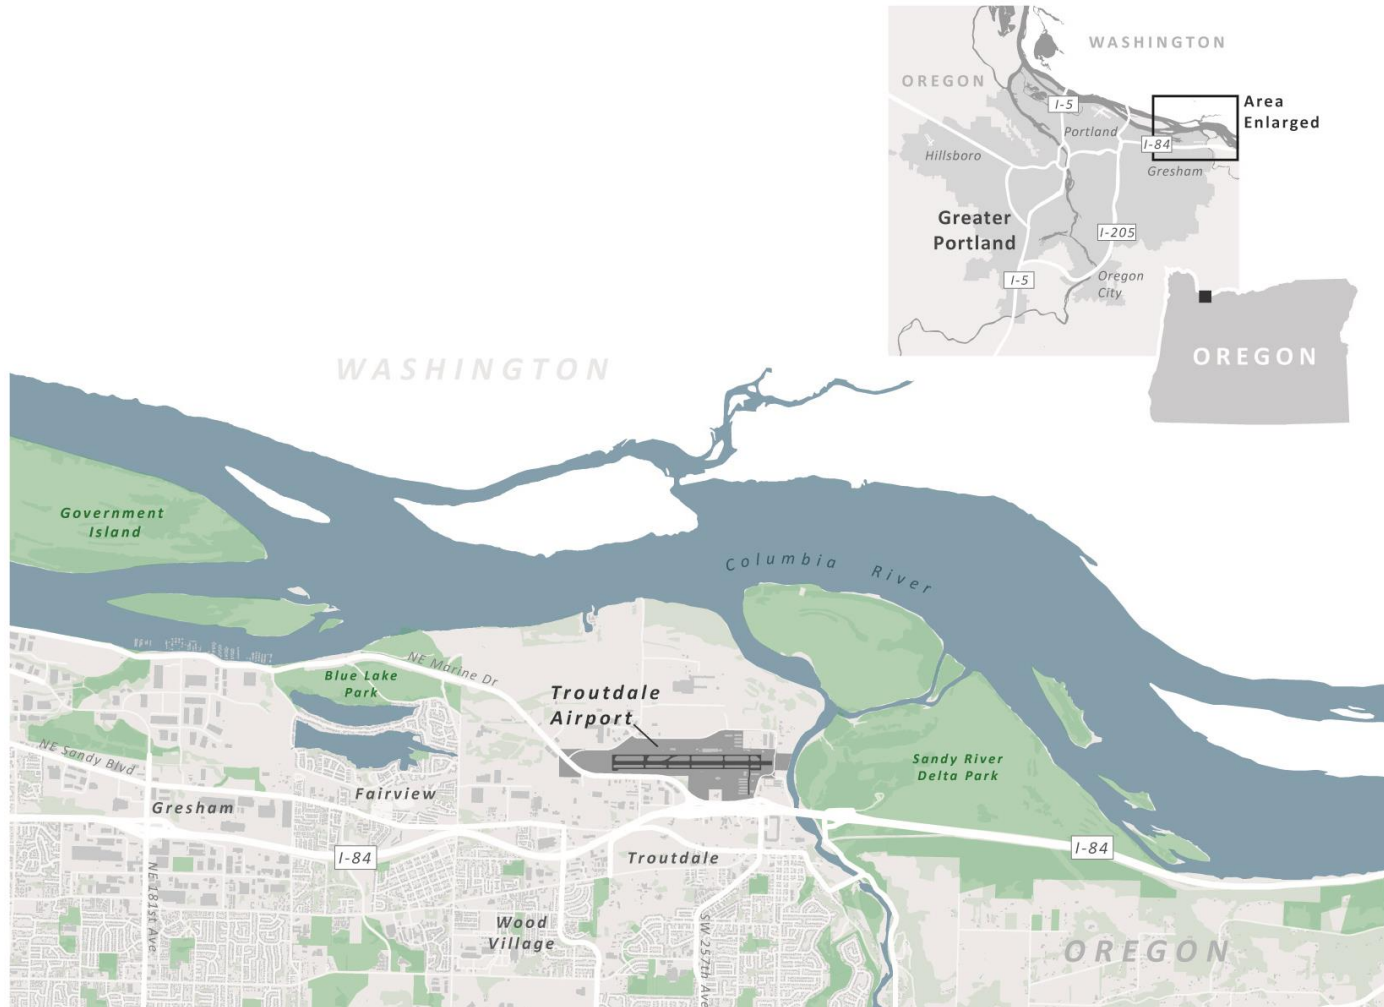 WASHINGTON
OREGON
I-5
Area
Enlarged
Portland
I-84
Hillsboro
Gresham
Greater
Portland
I-205
Oregon
City
I-5
OREGON
WASHINGTON
Government
Island
Columbia River
Blue Lake
Park
NE Marine Dr
Troutdale
Airport
NE Sandy Blvd
Sandy River
Delta Park
Fairview
Gresham
I-84
I-84
Troutdale
NE 181st Ave
Wood
Village
SW 257th Ave
OREGON